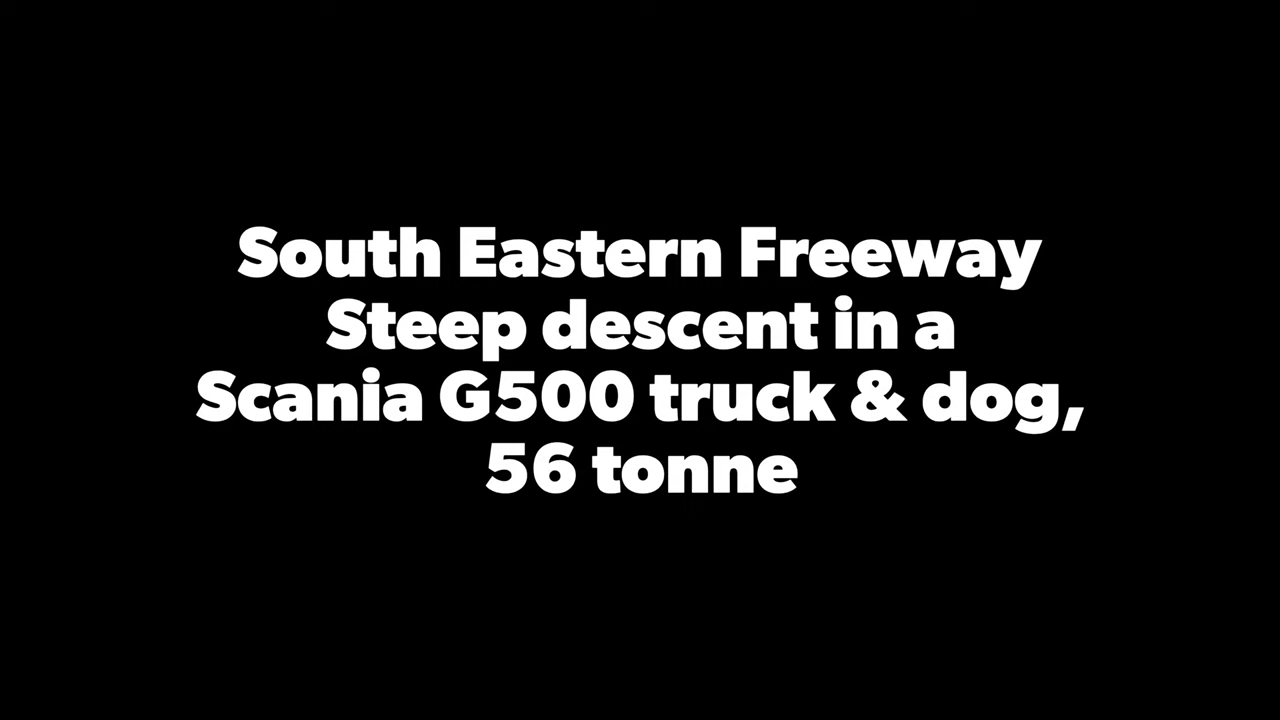 South Eastern Freeway
Steep descent in a
Scania G500 truck & dog,
56 tonne